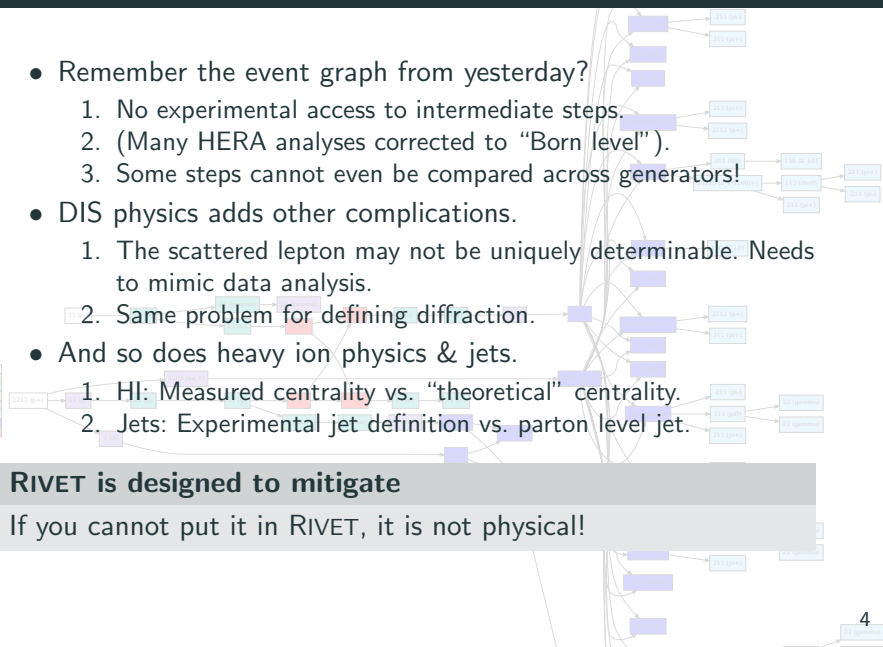 • Remember the event graph from yesterday?
1. No experimental access to intermediate steps.
2. (Many HERA analyses corrected to “Born level”).
3. Some steps cannot even be compared across generators!
• DIS physics adds other complications.
1. The scattered lepton may not be uniquely determinable. Needs
to mimic data analysis.
2. Same problem for defining diffraction.
• And so does heavy ion physics & jets.
1. HI: Measured centrality vs. “theoretical” centrality.
2. Jets: Experimental jet definition vs. parton level jet.
RIVET is designed to mitigate
If you cannot put it in RIVET, it is not physical!
4